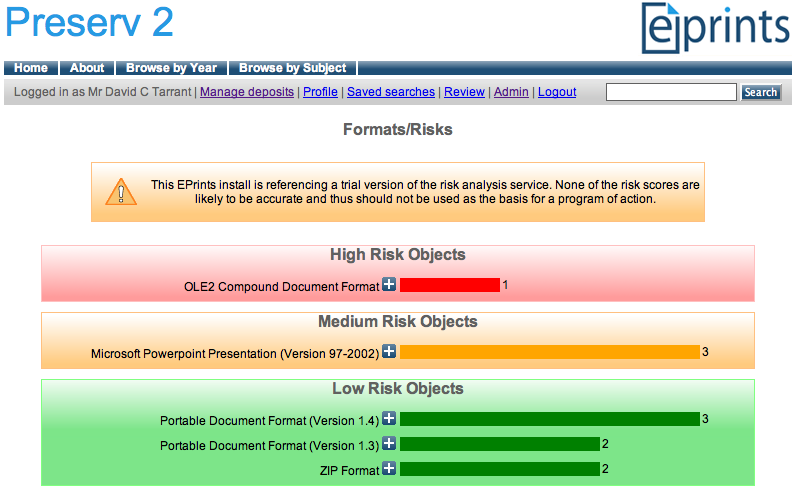 Preserv 2
eprints
Home
About
Browse by Year
Browse by Subject
Logged in as Mr David C Tarrant | Manage deposits | Profile | Saved searches | Review | Admin | Logout
Search
Formats/Risks
This EPrints install is referencing a trial version of the risk analysis service. None of the risk scores are
likely to be accurate and thus should not be used as the basis for a program of action.
High Risk Objects
OLE2 Compound Document Format 1
Medium Risk Objects
Microsoft Powerpoint Presentation (Version 97-2002) 3
Low Risk Objects
Portable Document Format (Version 1.4) 3
Portable Document Format (Version 1.3) 2
ZIP Format 2